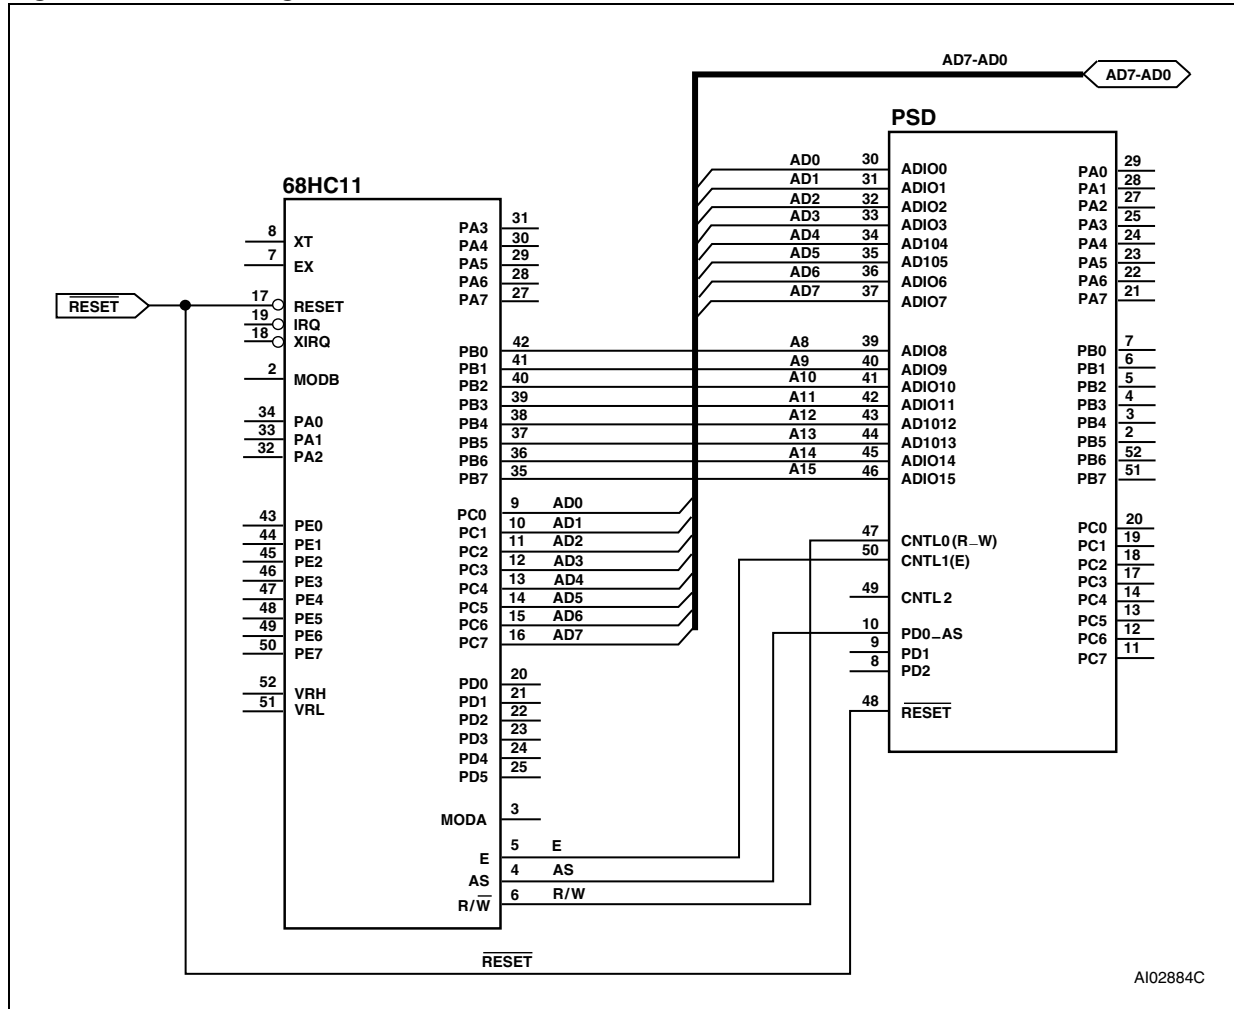 AD7-AD0
AD7-AD0
PSD
AD0 30 ADIO0
AD1 31 ADIO1
AD2 32 ADIO2
AD3 33 ADIO3
AD4 34 AD104
AD5 35 AD105
AD6 36 ADIO6
AD7 37 ADIO7
A8 39 ADIO8
A9 40 ADIO9
A10 41 ADIO10
A11 42 ADIO11
A12 43 AD1012
A13 44 AD1013
A14 45 ADIO14
A15 46 ADIO15
47 CNTL0(R_W)
50 CNTL1(E)
49 CNTL2
10 PD0_AS
9 PD1
8 PD2
48 RESET
PA0 29
PA1 28
PA2 27
PA3 25
PA4 24
PA5 23
PA6 22
PA7 21
PB0 7
PB1 6
PB2 5
PB3 4
PB4 3
PB5 2
PB6 52
PB7 51
PC0 20
PC1 19
PC2 18
PC3 17
PC4 14
PC5 13
PC6 12
PC7 11
68HC11
RESET
8 XT
7 EX
17 RESET
19 IRQ
18 XIRQ
2 MODB
34 PA0
33 PA1
32 PA2
43 PE0
44 PE1
45 PE2
46 PE3
47 PE4
48 PE5
49 PE6
50 PE7
52 VRH
51 VRL
PA3 31
PA4 30
PA5 29
PA6 28
PA7 27
PB0 42
PB1 41
PB2 40
PB3 39
PB4 38
PB5 37
PB6 36
PB7 35
PC0 9 AD0
PC1 10 AD1
PC2 11 AD2
PC3 12 AD3
PC4 13 AD4
PC5 14 AD5
PC6 15 AD6
PC7 16 AD7
PD0 20
PD1 21
PD2 22
PD3 23
PD4 24
PD5 25
MODA 3
E 5 E
AS 4 AS
R/W 6 R/W
RESET
AI02884C